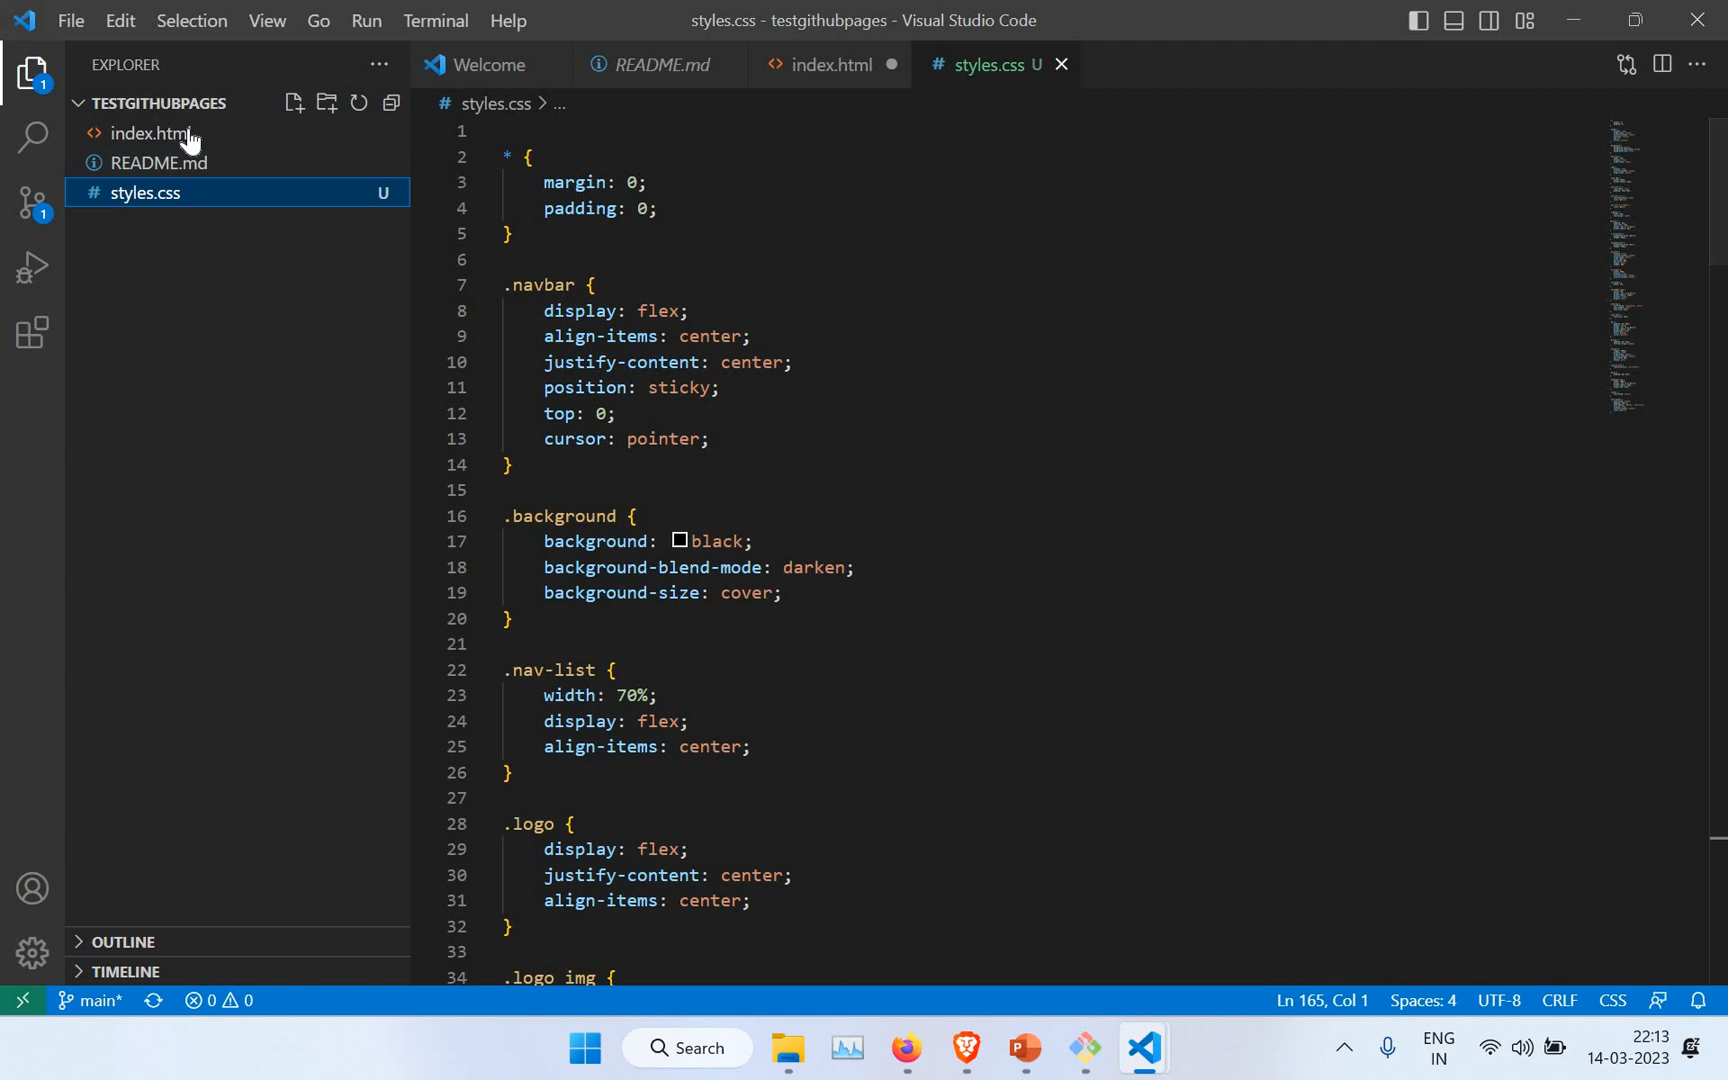 File Edit Selection View Go Run Terminal Help styles.css - testgithubpages - Visual Studio Code
EXPLORER
Welcome README.md index.html styles.css U
TESTGITHUBPAGES
index.html
README.md
styles.css U
1
1
styles.css > ...
1
2 * {
3 margin: 0;
4 padding: 0;
5 }
6
7 .navbar {
8 display: flex;
9 align-items: center;
10 justify-content: center;
11 position: sticky;
12 top: 0;
13 cursor: pointer;
14 }
15
16 .background {
17 background: black;
18 background-blend-mode: darken;
19 background-size: cover;
20 }
21
22 .nav-list {
23 width: 70%;
24 display: flex;
25 align-items: center;
26 }
27
28 .logo {
29 display: flex;
30 justify-content: center;
31 align-items: center;
32 }
33
34 .logo img {
OUTLINE
TIMELINE
main* 0 0 Ln 165, Col 1 Spaces: 4 UTF-8 CRLF CSS
Search
ENG
IN
22:13
14-03-2023